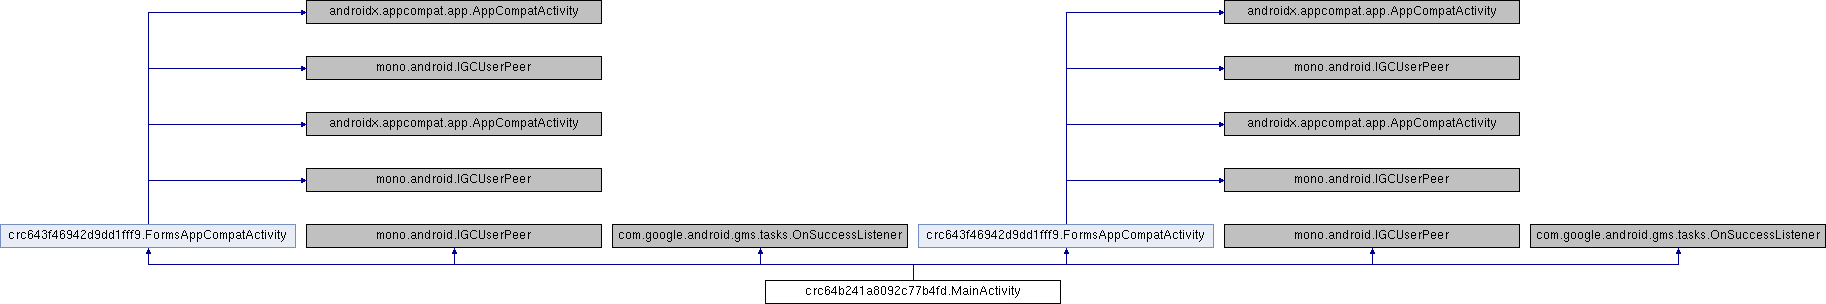 androidx.appcompat.app.AppCompatActivity androidx.appcompat.app.AppCompatActivity
mono.android.IGCUserPeer mono.android.IGCUserPeer
androidx.appcompat.app.AppCompatActivity androidx.appcompat.app.AppCompatActivity
mono.android.IGCUserPeer mono.android.IGCUserPeer
crc643f46942d9dd1fff9.FormsAppCompatActivity mono.android.IGCUserPeer com.google.android.gms.tasks.OnSuccessListener crc643f46942d9dd1fff9.FormsAppCompatActivity mono.android.IGCUserPeer com.google.android.gms.tasks.OnSuccessListener
crc64b241a8092c77b4fd.MainActivity